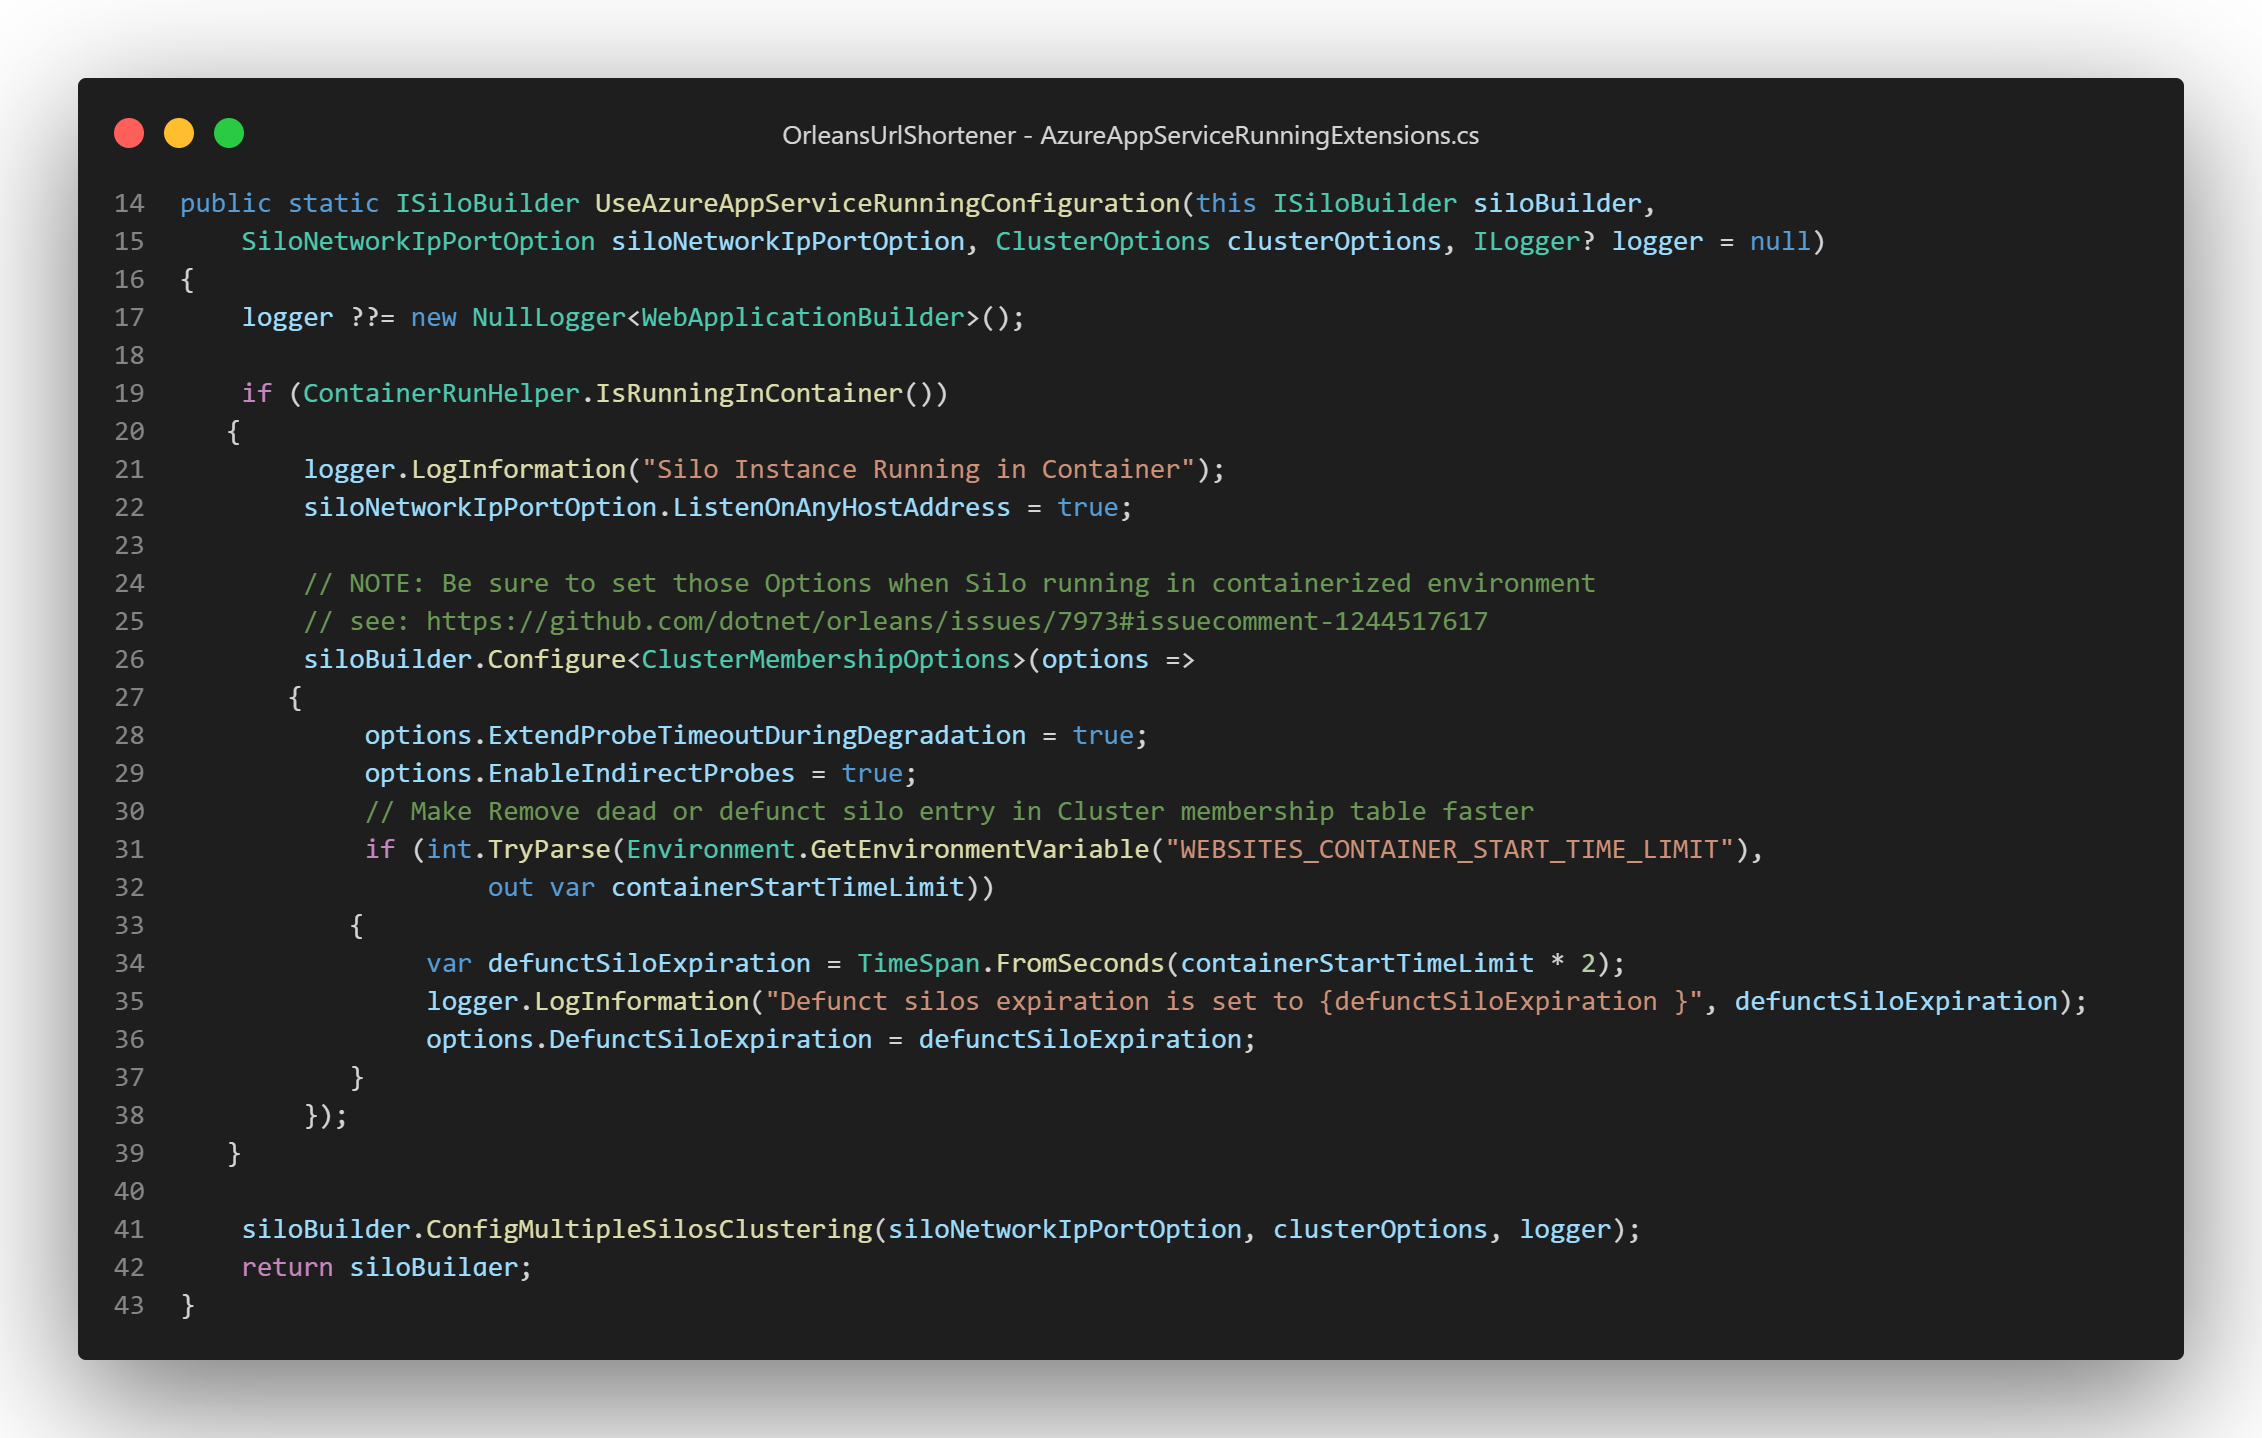 OrleansUrlShortener - AzureAppServiceRunningExtensions.cs
14 public static ISiloBuilder UseAzureAppServiceRunningConfiguration(this ISiloBuilder siloBuilder,
15     SiloNetworkIpPortOption siloNetworkIpPortOption, ClusterOptions clusterOptions, ILogger? logger = null)
16 {
17     logger ??= new NullLogger<WebApplicationBuilder>();
18
19     if (ContainerRunHelper.IsRunningInContainer())
20    {
21         logger.LogInformation("Silo Instance Running in Container");
22         siloNetworkIpPortOption.ListenOnAnyHostAddress = true;
23
24         // NOTE: Be sure to set those Options when Silo running in containerized environment
25         // see: https://github.com/dotnet/orleans/issues/7973#issuecomment-1244517617
26         siloBuilder.Configure<ClusterMembershipOptions>(options =>
27        {
28             options.ExtendProbeTimeoutDuringDegradation = true;
29             options.EnableIndirectProbes = true;
30             // Make Remove dead or defunct silo entry in Cluster membership table faster
31             if (int.TryParse(Environment.GetEnvironmentVariable("WEBSITES_CONTAINER_START_TIME_LIMIT"),
32                     out var containerStartTimeLimit))
33            {
34                 var defunctSiloExpiration = TimeSpan.FromSeconds(containerStartTimeLimit * 2);
35                 logger.LogInformation("Defunct silos expiration is set to {defunctSiloExpiration }", defunctSiloExpiration);
36                 options.DefunctSiloExpiration = defunctSiloExpiration;
37            }
38         });
39    }
40
41     siloBuilder.ConfigMultipleSilosClustering(siloNetworkIpPortOption, clusterOptions, logger);
42     return siloBuilder;
43 }